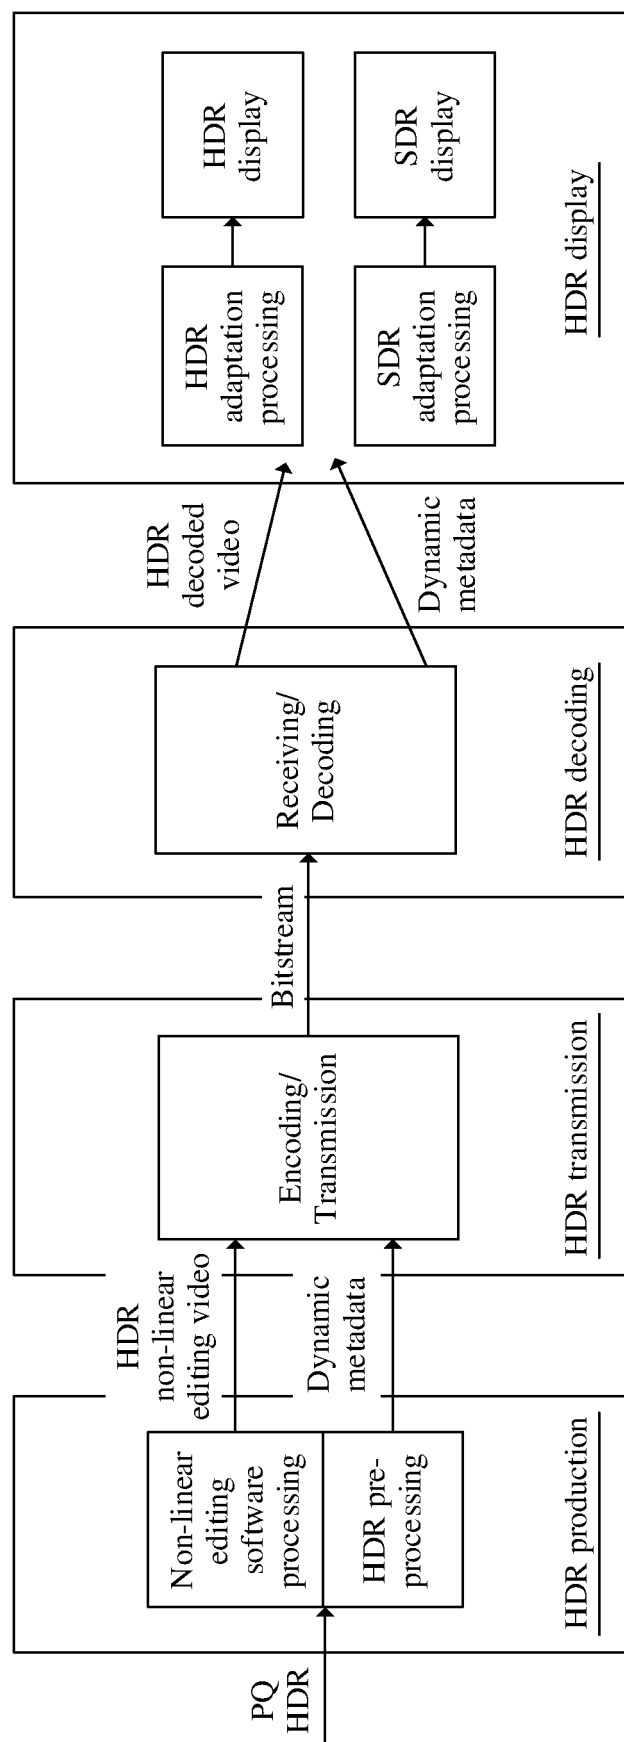 PQ
HDR
Non-linear
editing
software
processing
HDR pre-
processing
HDR production
HDR
non-linear
editing video
Dynamic
metadata
Encoding/
Transmission
HDR transmission
Bitstream
Receiving/
Decoding
HDR decoding
HDR
decoded
video
Dynamic
metadata
HDR
adaptation
processing
HDR
display
SDR
adaptation
processing
SDR
display
HDR display